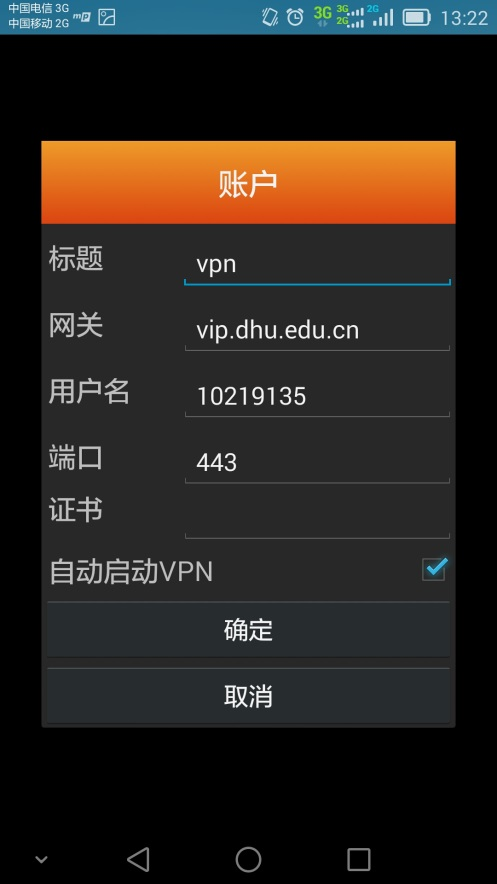 中国电信 3G
中国移动 2G
3G 3G 2G 2G 13:22
账户
标题 vpn
网关 vip.dhu.edu.cn
用户名 10219135
端口 443
证书
自动启动VPN
确定
取消